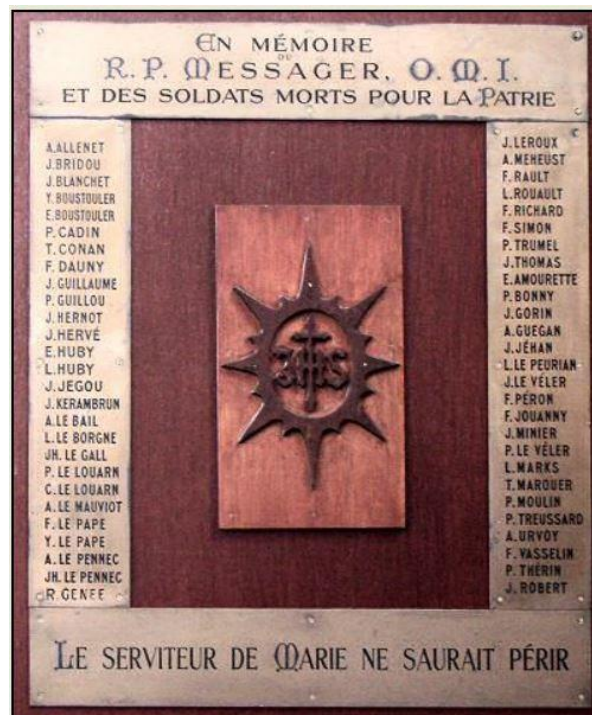 EN MÉMOIRE
DU
R. P. MESSAGER, O. M. I.
ET DES SOLDATS MORTS POUR LA PATRIE
A. ALLENET
J. BRIDOU
J. BLANCHET
Y. BOUSTOULER
E. BOUSTOULER
P. CADIN
T. CONAN
F. DAUNY
J. GUILLAUME
P. GUILLOU
J. HERNOT
J. HERVÉ
E. HUBY
L. HUBY
J. JEGOU
J. KERAMBRUN
A. LE BAIL
L. LE BORGNE
JH. LE GALL
P. LE LOUARN
C. LE LOUARN
A. LE MAUVIOT
F. LE PAPE
Y. LE PAPE
A. LE PENNEC
JH. LE PENNEC
R. GENÉE
IHS
J. LEROUX
A. MEHEUST
F. RAULT
L. ROUAULT
F. RICHARD
F. SIMON
P. TRUMEL
J. THOMAS
E. AMOURETTE
P. BONNY
J. GORIN
A. GUEGAN
J. JÉHAN
L. LE PEURIAN
J. LE VÉLER
F. PÉRON
F. JOUANNY
J. MINIER
P. LE VÉLER
L. MARKS
T. MAROUER
P. MOULIN
P. TREUSSARD
A. URVOY
F. VASSELIN
P. THÉRIN
J. ROBERT
LE SERVITEUR DE MARIE NE SAURAIT PÉRIR